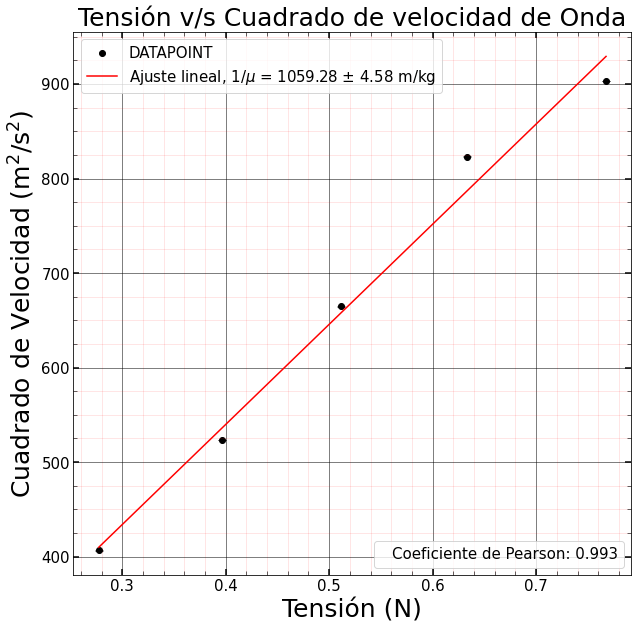 Tensión v/s Cuadrado de velocidad de Onda
DATAPOINT
Ajuste lineal, 1/μ = 1059.28 ± 4.58 m/kg
Cuadrado de Velocidad (m²/s²)
900
800
700
600
500
400
Coeficiente de Pearson: 0.993
0.3 0.4 0.5 0.6 0.7
Tensión (N)